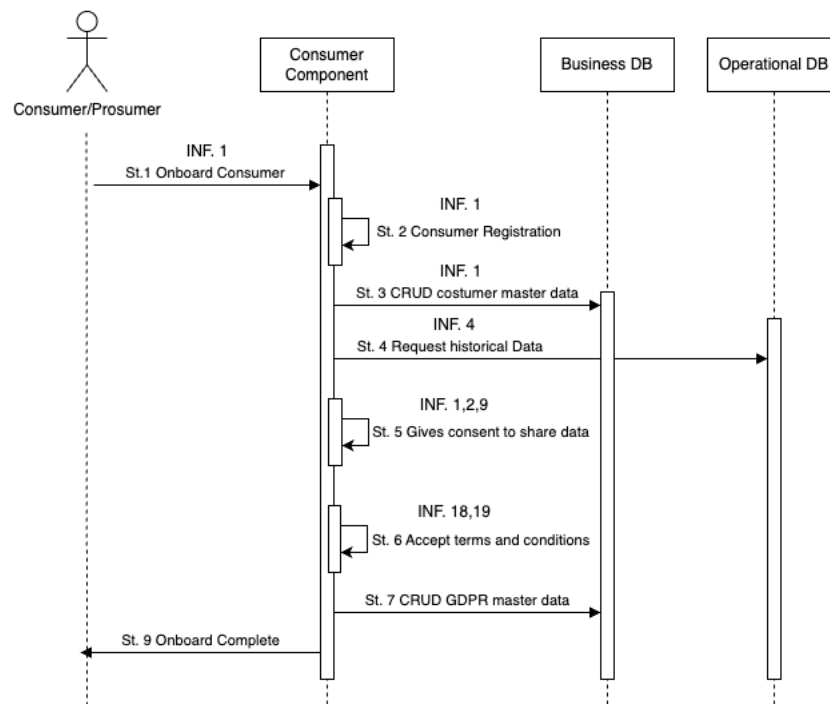 Consumer
Component
Business DB
Operational DB
Consumer/Prosumer
INF. 1
St.1 Onboard Consumer
INF. 1
St. 2 Consumer Registration
INF. 1
St. 3 CRUD costumer master data
INF. 4
St. 4 Request historical Data
INF. 1,2,9
St. 5 Gives consent to share data
INF. 18,19
St. 6 Accept terms and conditions
St. 7 CRUD GDPR master data
St. 9 Onboard Complete